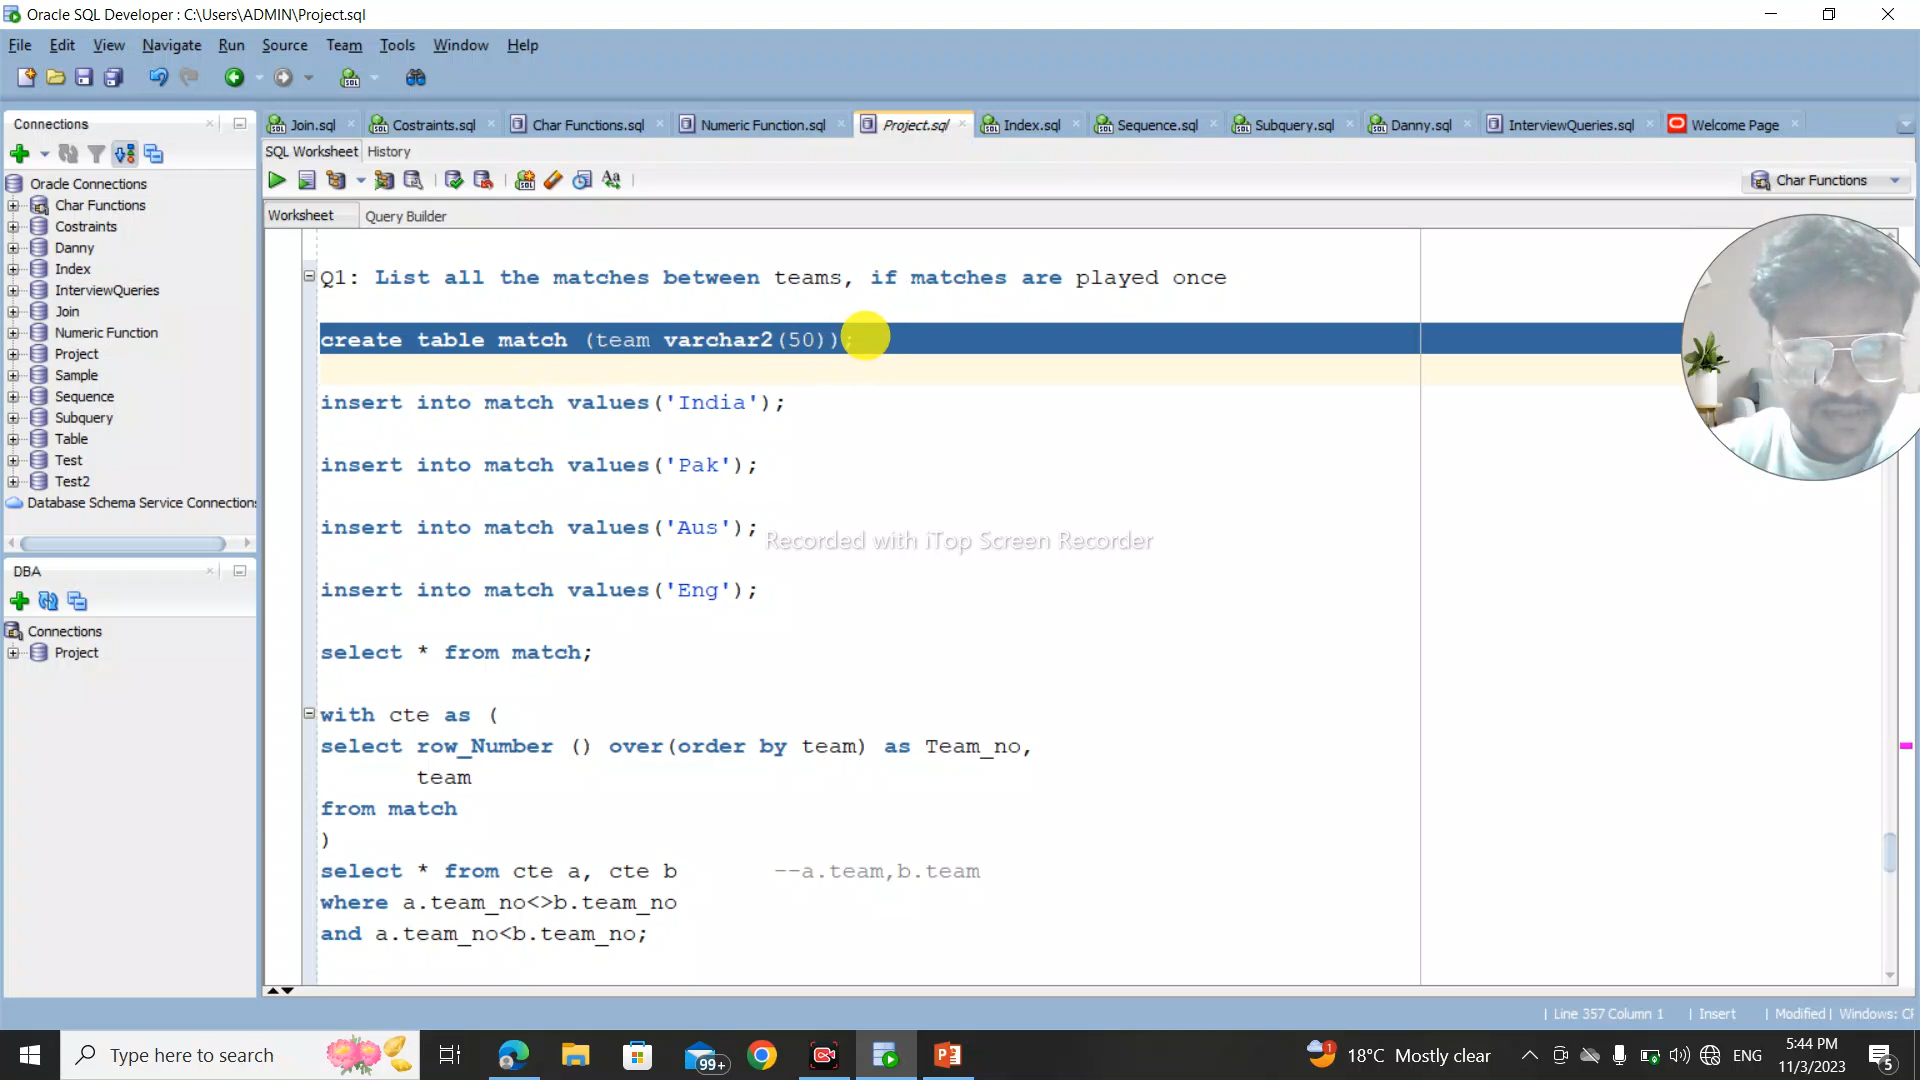 Oracle SQL Developer : C:\Users\ADMIN\Project.sql
File Edit View Navigate Run Source Team Tools Window Help
Connections
Join.sql Costraints.sql Char Functions.sql Numeric Function.sql Project.sql Index.sql Sequence.sql Subquery.sql Danny.sql InterviewQueries.sql Welcome Page
SQL Worksheet History
Char Functions
Worksheet Query Builder
Oracle Connections
Char Functions
Costraints
Danny
Index
InterviewQueries
Join
Numeric Function
Project
Sample
Sequence
Subquery
Table
Test
Test2
Database Schema Service Connections
DBA
Connections
Project
Q1: List all the matches between teams, if matches are played once
create table match (team varchar2(50));
insert into match values('India');
insert into match values('Pak');
insert into match values('Aus');
Recorded with iTop Screen Recorder
insert into match values('Eng');
select * from match;
with cte as (
select row_Number () over(order by team) as Team_no,
team
from match
)
select * from cte a, cte b --a.team,b.team
where a.team_no<>b.team_no
and a.team_no<b.team_no;
| Line 357 Column 1 | Insert | Modified | Windows:
Type here to search
99+
18°C Mostly clear
ENG
5:44 PM
11/3/2023
5